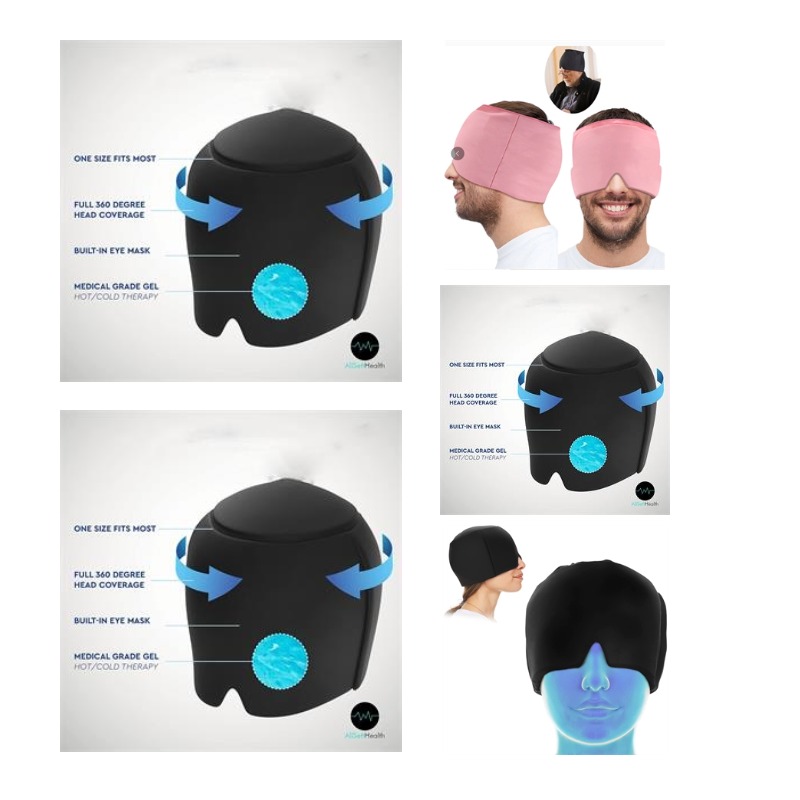 ONE SIZE FITS MOST
FULL 360 DEGREE
HEAD COVERAGE
BUILT-IN EYE MASK
MEDICAL GRADE GEL
HOT/COLD THERAPY
ONE SIZE FITS MOST
FULL 360 DEGREE
HEAD COVERAGE
BUILT-IN EYE MASK
MEDICAL GRADE GEL
HOT/COLD THERAPY
ONE SIZE FITS MOST
FULL 360 DEGREE
HEAD COVERAGE
BUILT-IN EYE MASK
MEDICAL GRADE GEL
HOT/COLD THERAPY